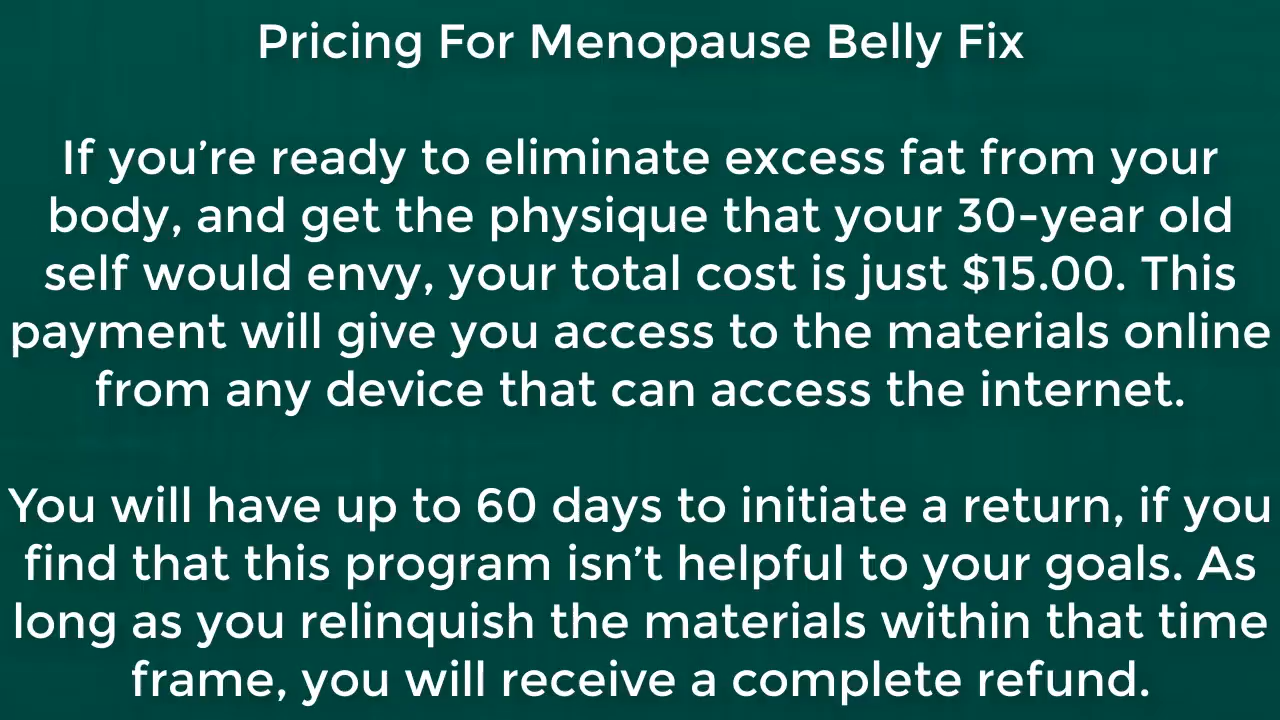 Pricing For Menopause Belly Fix
If you’re ready to eliminate excess fat from your
body, and get the physique that your 30-year old
self would envy, your total cost is just $15.00. This
payment will give you access to the materials online
from any device that can access the internet.
You will have up to 60 days to initiate a return, if you
find that this program isn’t helpful to your goals. As
long as you relinquish the materials within that time
frame, you will receive a complete refund.